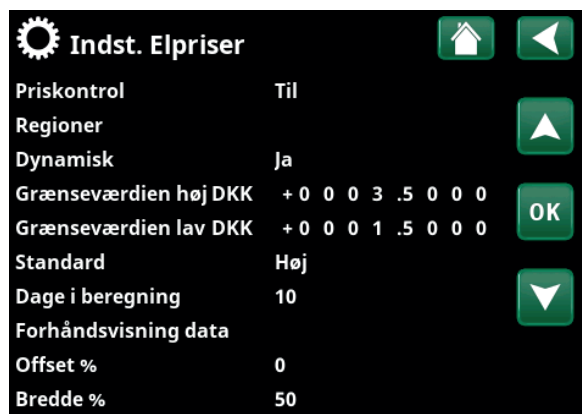 Indst. Elpriser
Priskontrol Til
Regioner
Dynamisk Ja
Grænseværdien høj DKK +0 0 0 3 .5 0 0 0
OK
Grænseværdien lav DKK +0 0 0 1 .5 0 0 0
Standard Høj
Dage i beregning 10
Forhåndsvisning data
Offset % 0
Bredde % 50